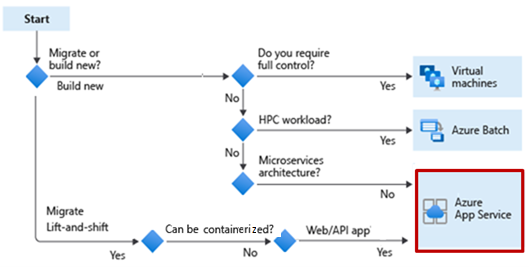 Start
Migrate or
build new?
Build new
Do you require
full control?
Yes
Virtual
machines
No
HPC workload?
Yes
Azure Batch
No
Microservices
architecture?
No
Azure
App Service
Migrate
Lift-and-shift
Yes
Can be containerized?
No
Web/API app
Yes